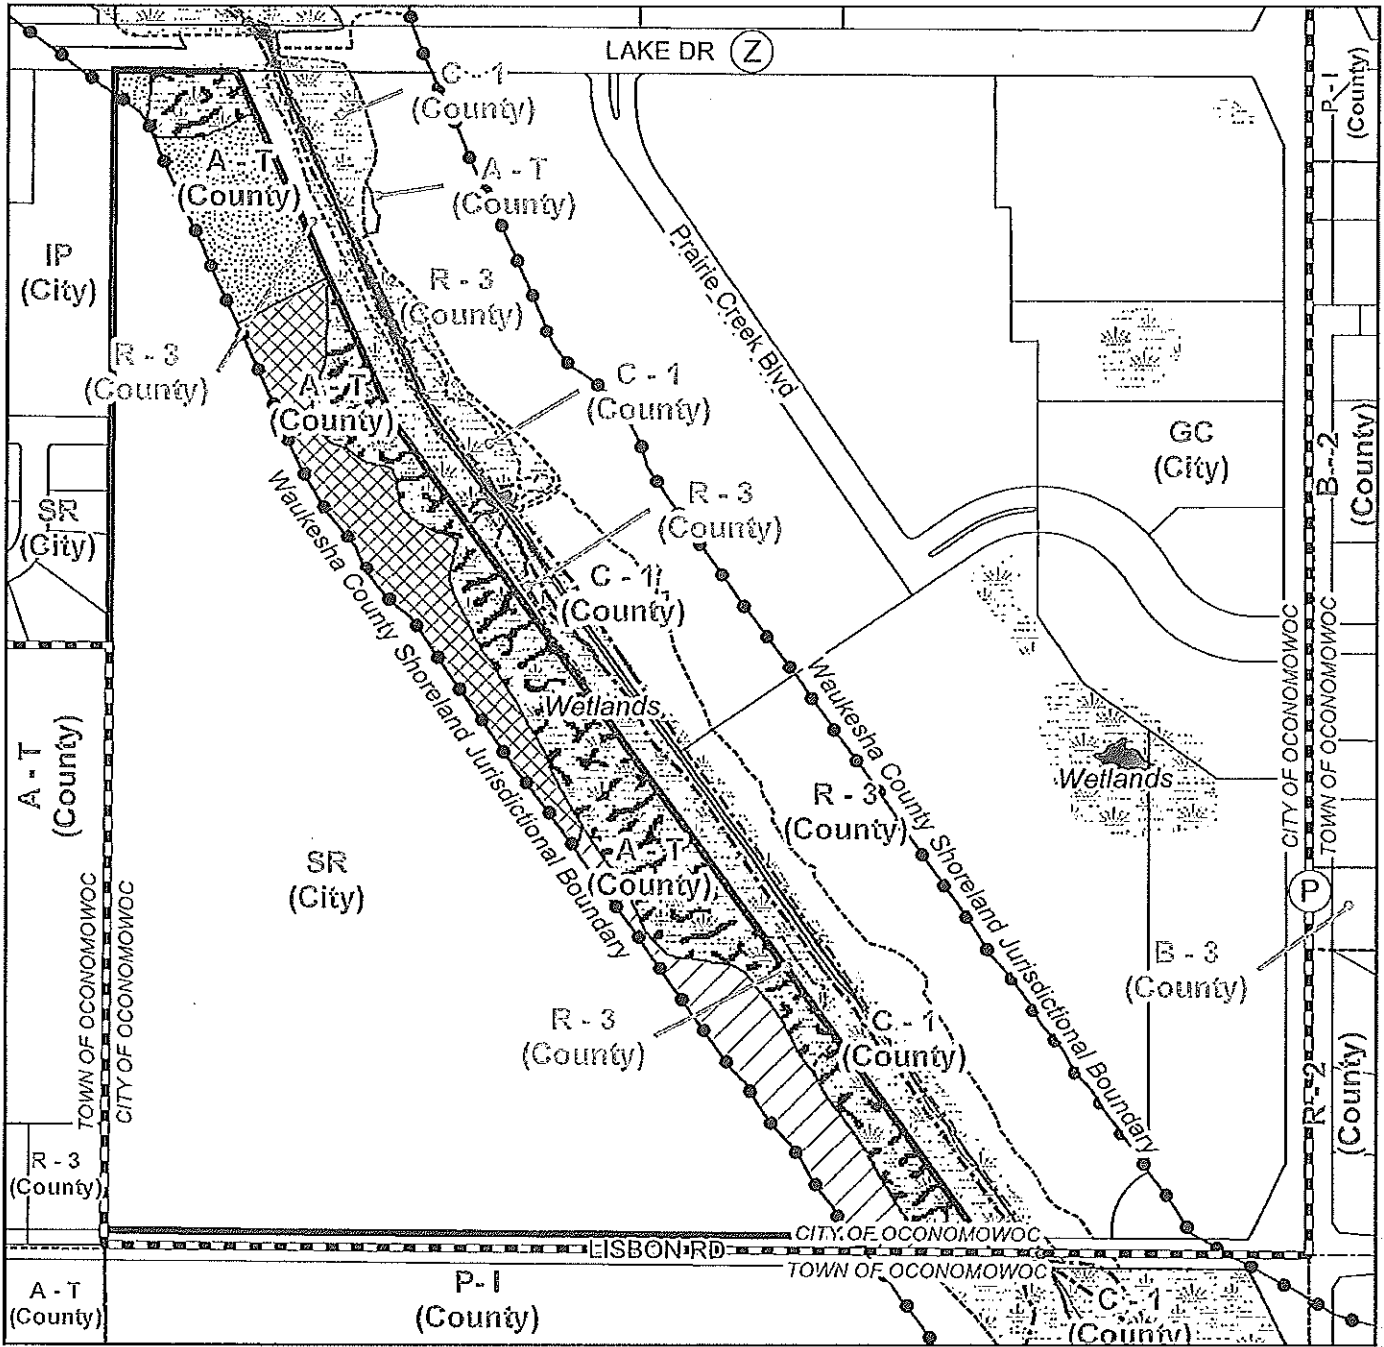 LAKE DR Z
C - 1
(County)
P - I
(County)
A - T
(County)
A - T
(County)
IP
(City)
R - 3
(County)
Prairie Creek Blvd
R - 3
(County)
A - T
(County)
C - 1
(County)
GC
(City)
B - 2
(County)
SR
(City)
R - 3
(County)
Waukesha County Shoreland Jurisdictional Boundary
C - 1
(County)
CITY OF OCONOMOWOC
TOWN OF OCONOMOWOC
Wetlands
Waukesha County Shoreland Jurisdictional Boundary
A - T
(County)
Wetlands
R - 3
(County)
SR
(City)
A - T
(County)
P
TOWN OF OCONOMOWOC
CITY OF OCONOMOWOC
B - 3
(County)
R - 3
(County)
C - 1
(County)
R - 2
(County)
R - 3
(County)
CITY OF OCONOMOWOC
LISBON RD
TOWN OF OCONOMOWOC
A - T
(County)
P - I
(County)
C - 1
(County)